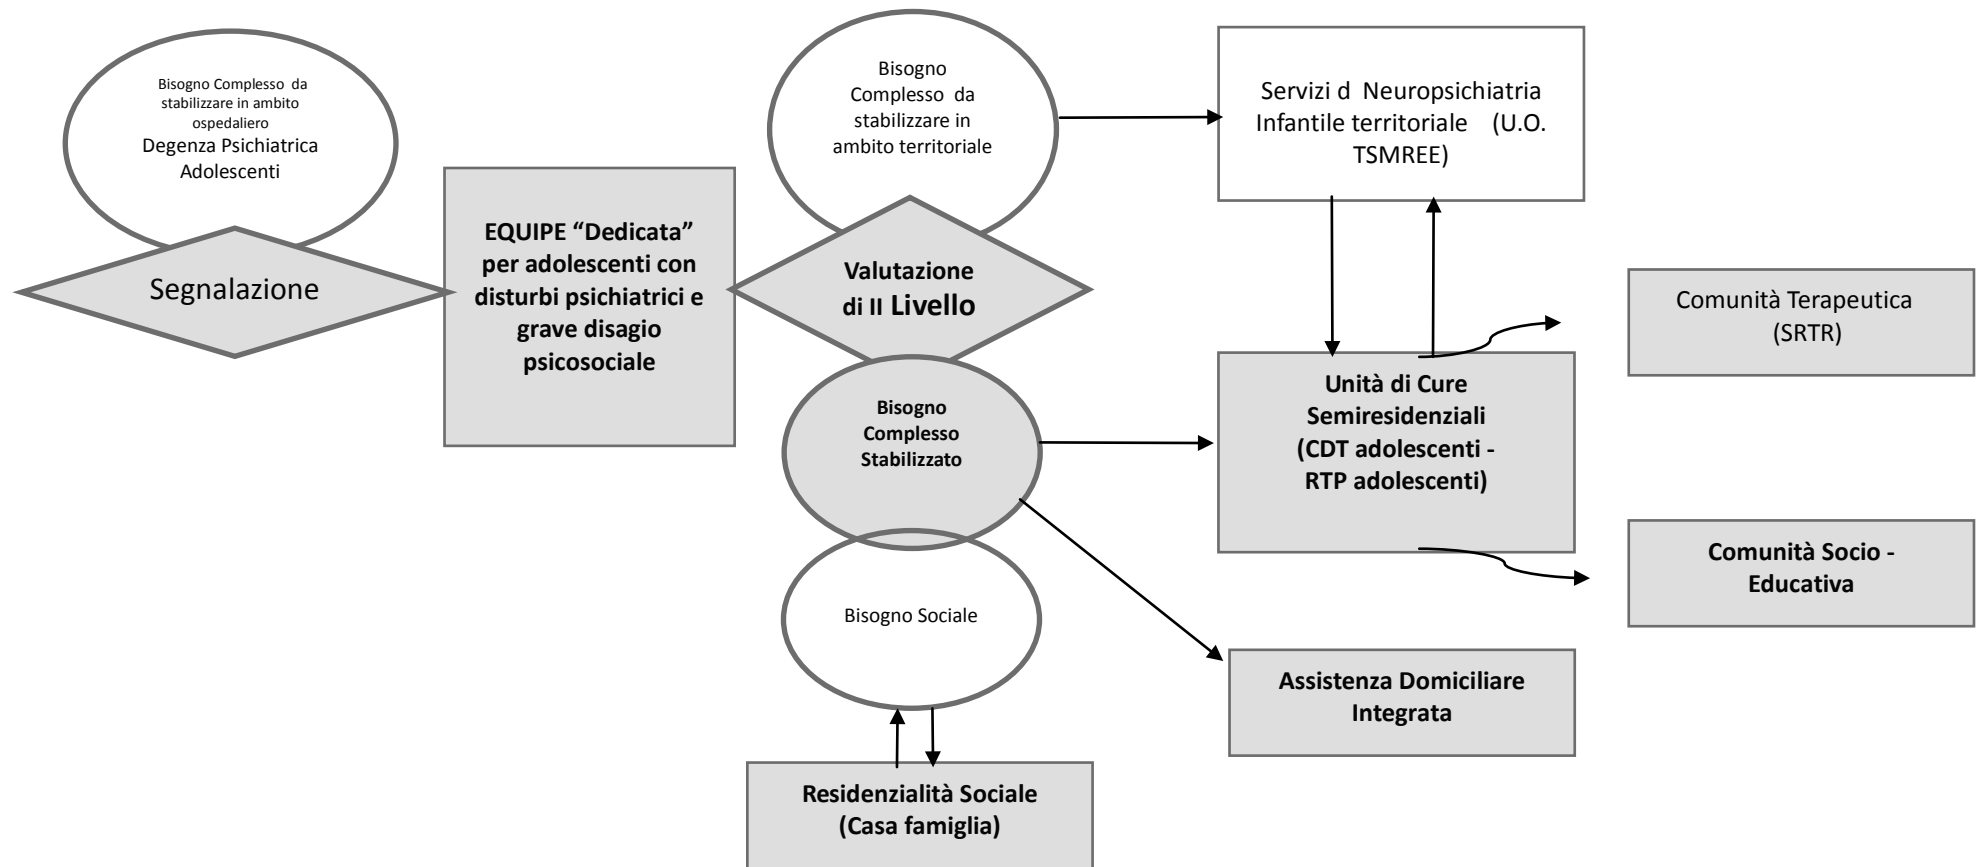 Bisogno Complesso da
stabilizzare in ambito
ospedaliero
Degenza Psichiatrica
Adolescenti
Segnalazione
EQUIPE “Dedicata”
per adolescenti con
disturbi psichiatrici e
grave disagio
psicosociale
Bisogno
Complesso da
stabilizzare in
ambito territoriale
Valutazione
di II Livello
Bisogno
Complesso
Stabilizzato
Bisogno Sociale
Residenzialità Sociale
(Casa famiglia)
Servizi d Neuropsichiatria
Infantile territoriale (U.O.
TSMREE)
Unità di Cure
Semiresidenziali
(CDT adolescenti -
RTP adolescenti)
Assistenza Domiciliare
Integrata
Comunità Terapeutica
(SRTR)
Comunità Socio -
Educativa